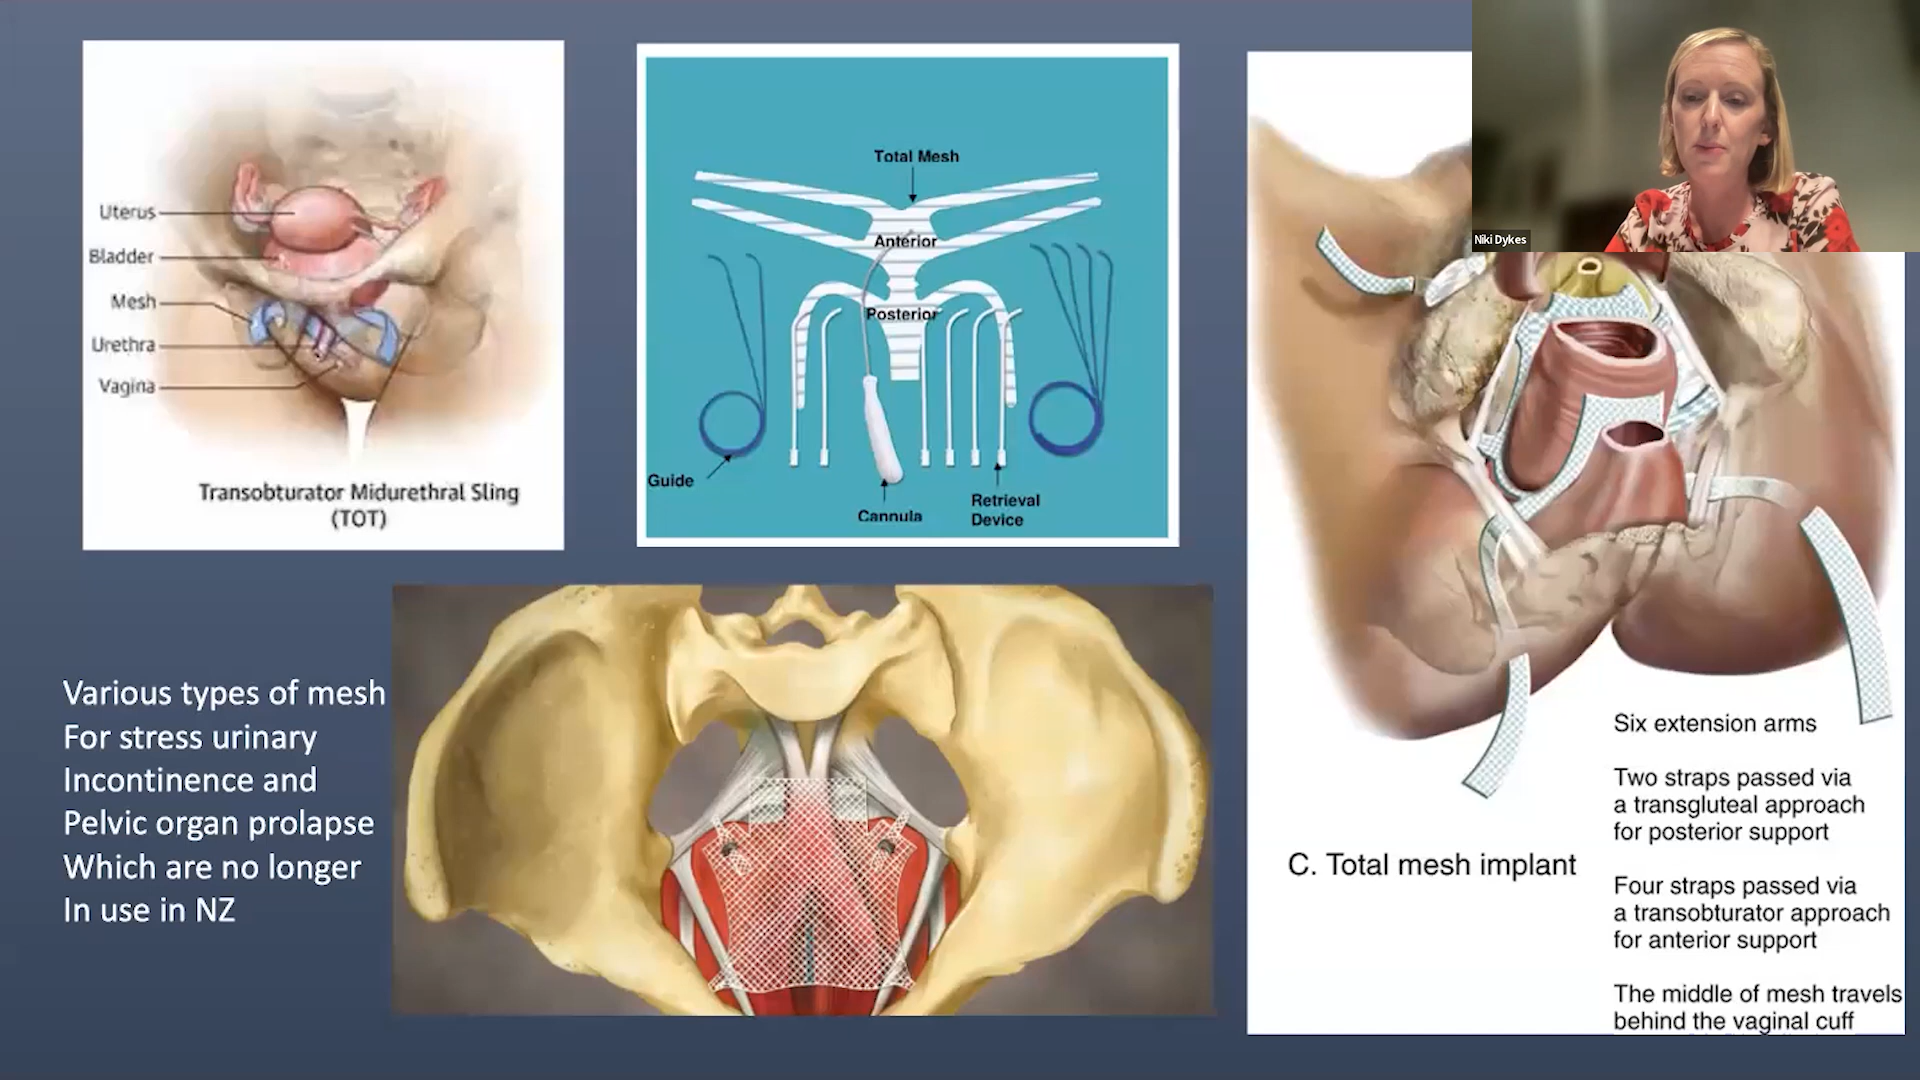 Uterus
Bladder
Mesh
Urethra
Vagina
Transobturator Midurethral Sling
(TOT)
Total Mesh
Anterior
Posterior
Guide
Cannula
Retrieval
Device
Niki Dykes
Various types of mesh
For stress urinary
Incontinence and
Pelvic organ prolapse
Which are no longer
In use in NZ
C. Total mesh implant
Six extension arms
Two straps passed via
a transgluteal approach
for posterior support
Four straps passed via
a transobturator approach
for anterior support
The middle of mesh travels
behind the vaginal cuff